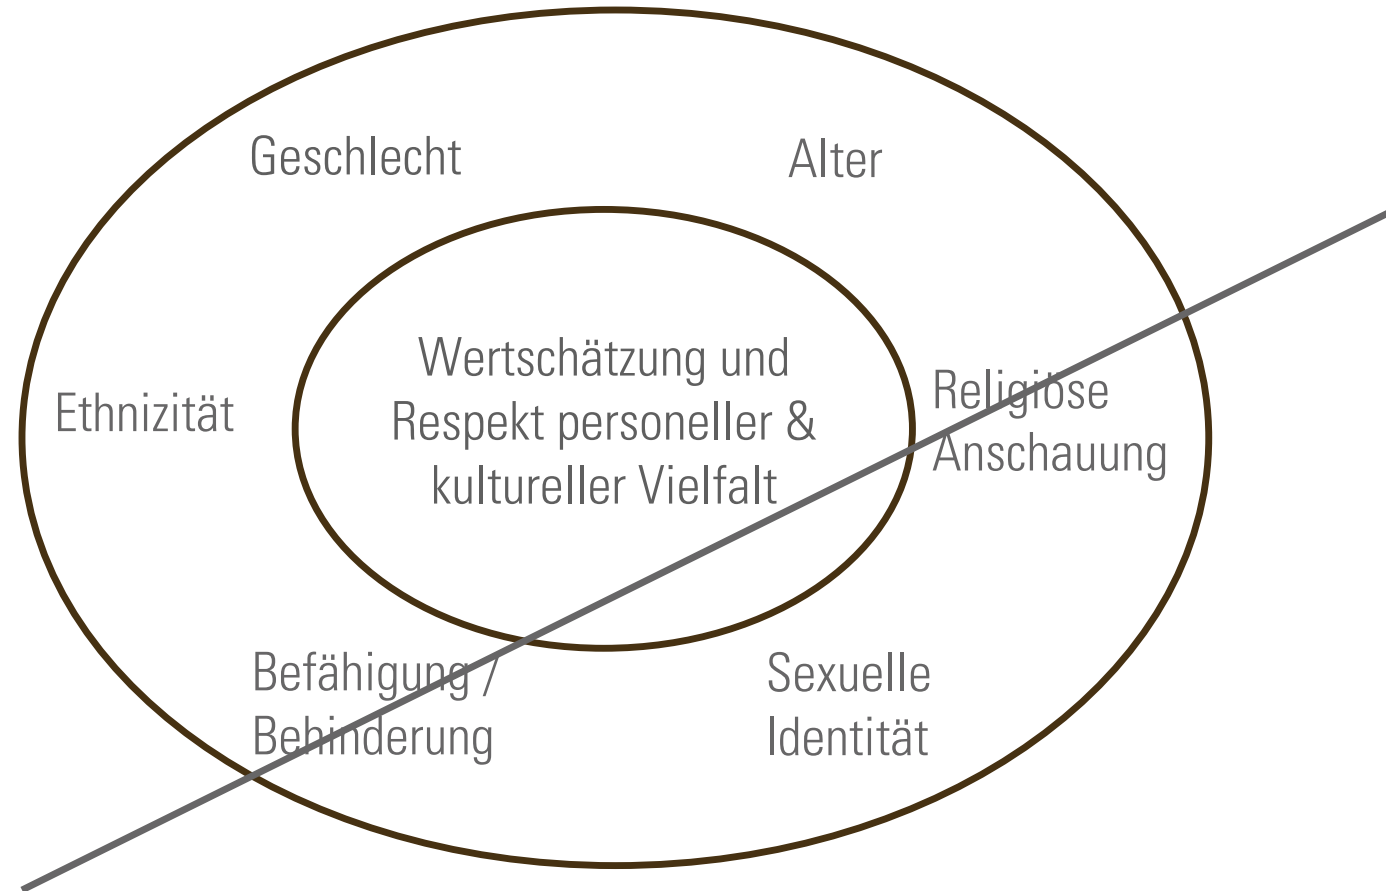 Geschlecht
Alter
Wertschätzung und
Respekt personeller &
kultureller Vielfalt
Ethnizität
Religiöse
Anschauung
Befähigung /
Behinderung
Sexuelle
Identität